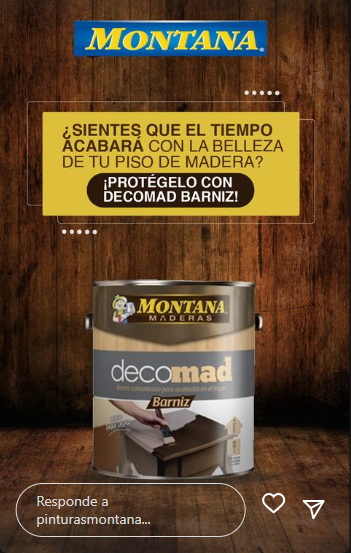 MONTANA
¿SIENTES QUE EL TIEMPO
ACABARÁ CON LA BELLEZA
DE TU PISO DE MADERA?
¡PROTÉGELO CON
DECOMAD BARNIZ!
MONTANA
MADERAS
decomad
Barniz
Responde a
pinturasmontana...